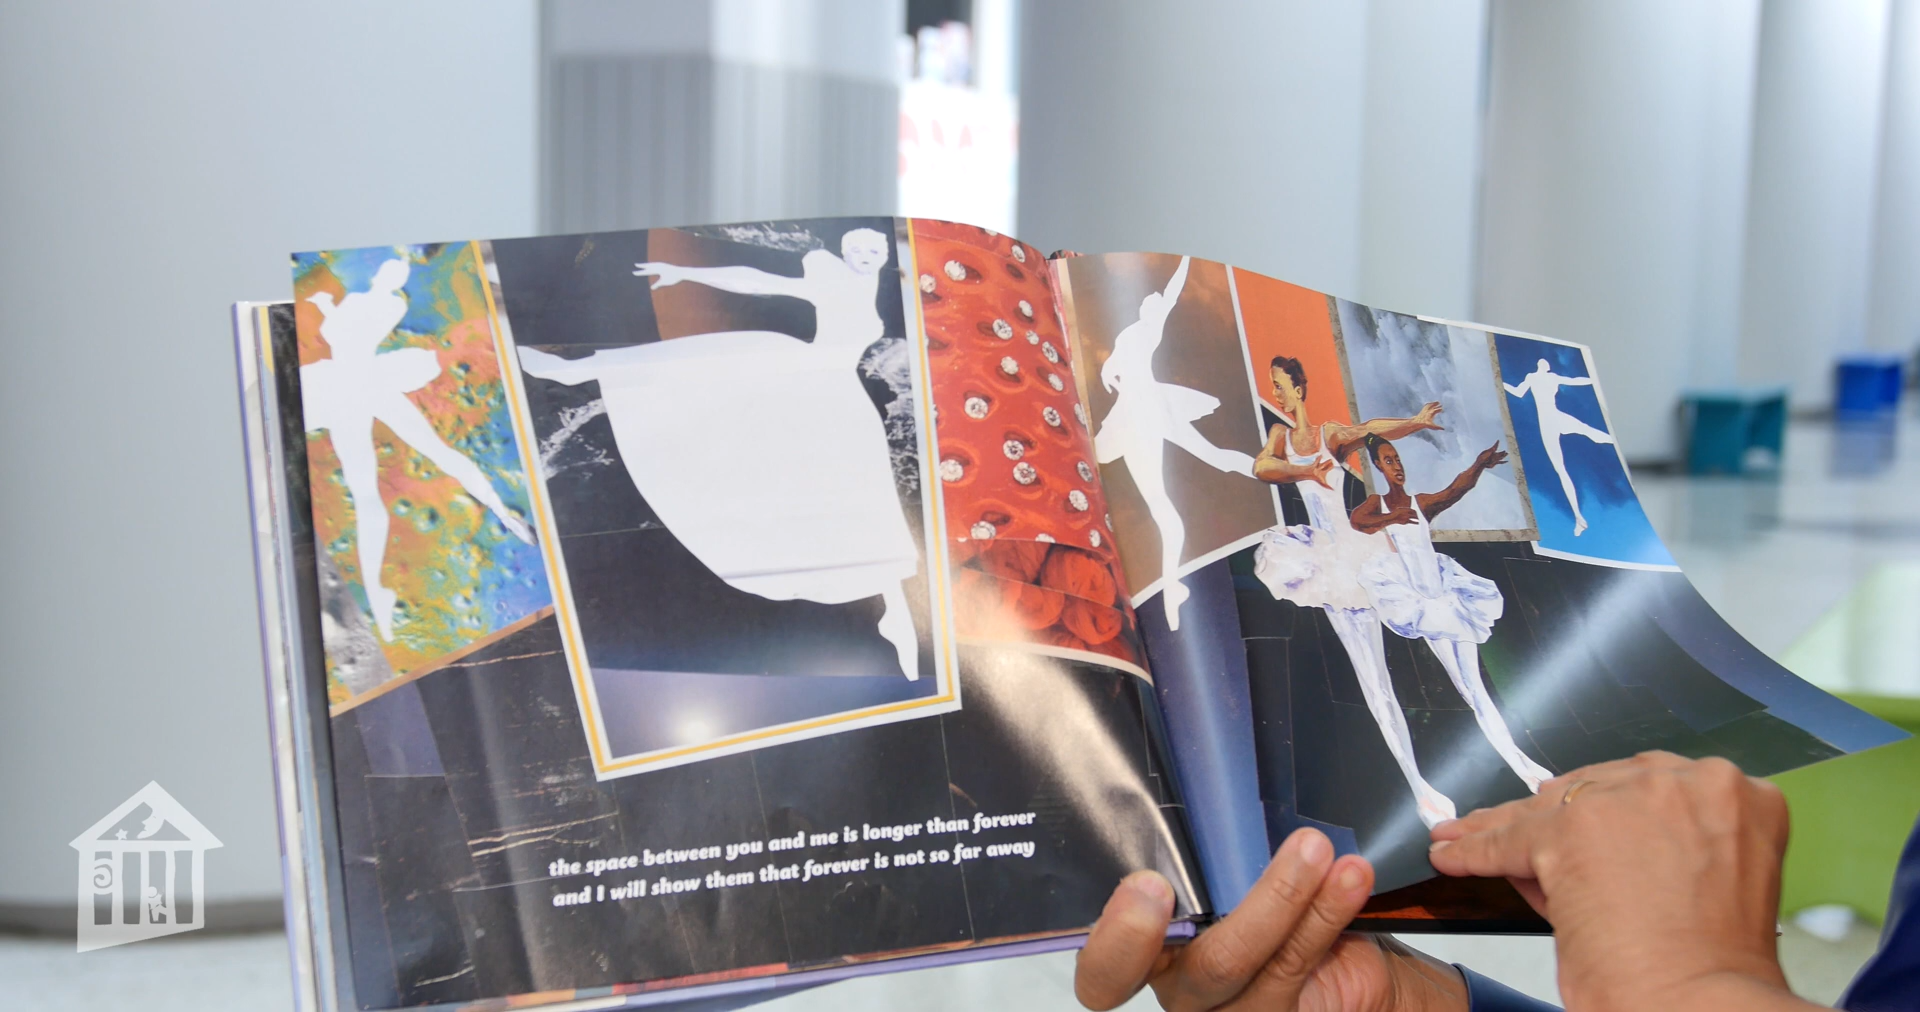 the space between you and me is longer than forever
and I will show them that forever is not so far away